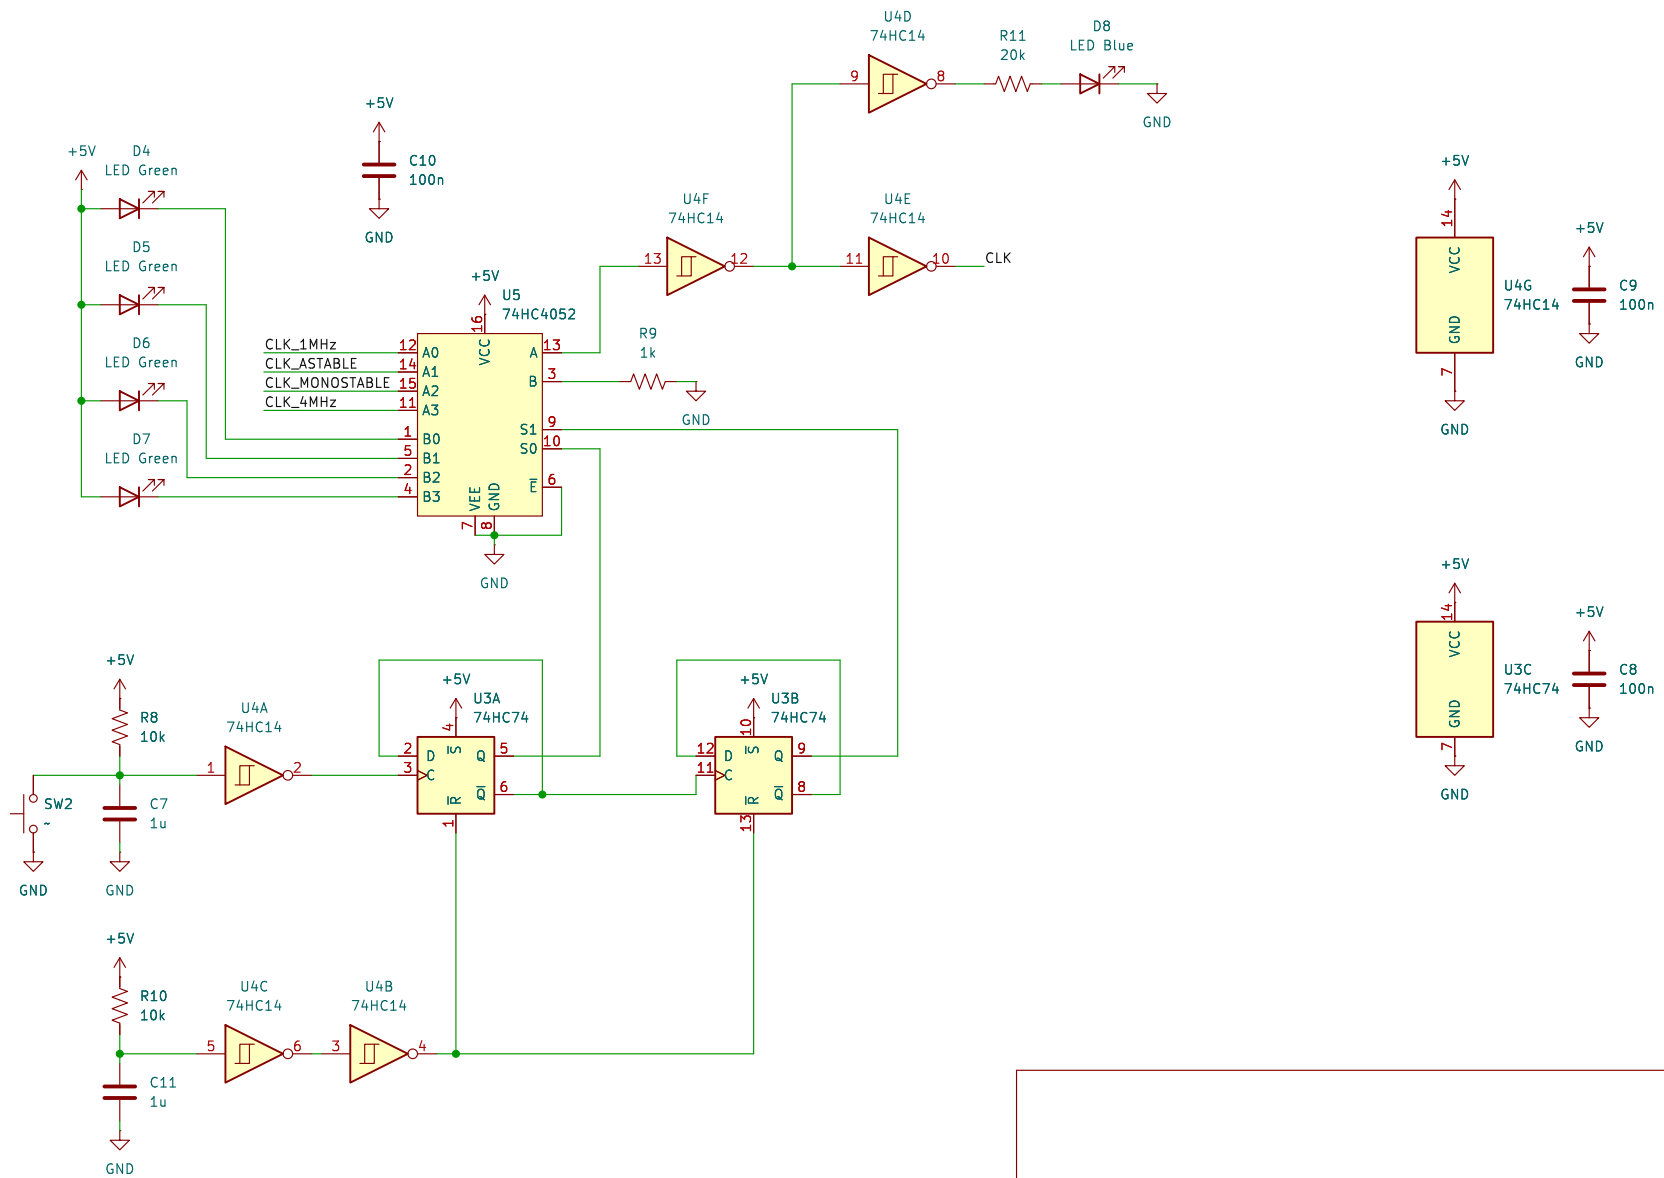 U4D
74HC14
9
8
R11
20k
D8
LED Blue
GND
+5V
C10
100n
GND
+5V
D4
LED Green
D5
LED Green
D6
LED Green
D7
LED Green
U4F
74HC14
13
12
U4E
74HC14
11
10
CLK
+5V
U5
74HC4052
16
VCC
CLK_1MHz
12
A0
CLK_ASTABLE
14
A1
CLK_MONOSTABLE
15
A2
CLK_4MHz
11
A3
1
B0
5
B1
2
B2
4
B3
A
13
B
3
S1
9
S0
10
E
6
VEE
GND
7
8
GND
R9
1k
GND
+5V
14
VCC
GND
7
U4G
74HC14
GND
+5V
C9
100n
GND
+5V
14
VCC
GND
7
U3C
74HC74
GND
+5V
C8
100n
GND
+5V
R8
10k
SW2
~
GND
C7
1u
GND
U4A
74HC14
1
2
+5V
U3A
74HC74
4
2
D
S
Q
5
3
C
R
Q
6
1
+5V
U3B
74HC74
10
12
D
S
Q
9
11
C
R
Q
8
13
+5V
R10
10k
C11
1u
GND
U4C
74HC14
5
6
U4B
74HC14
3
4